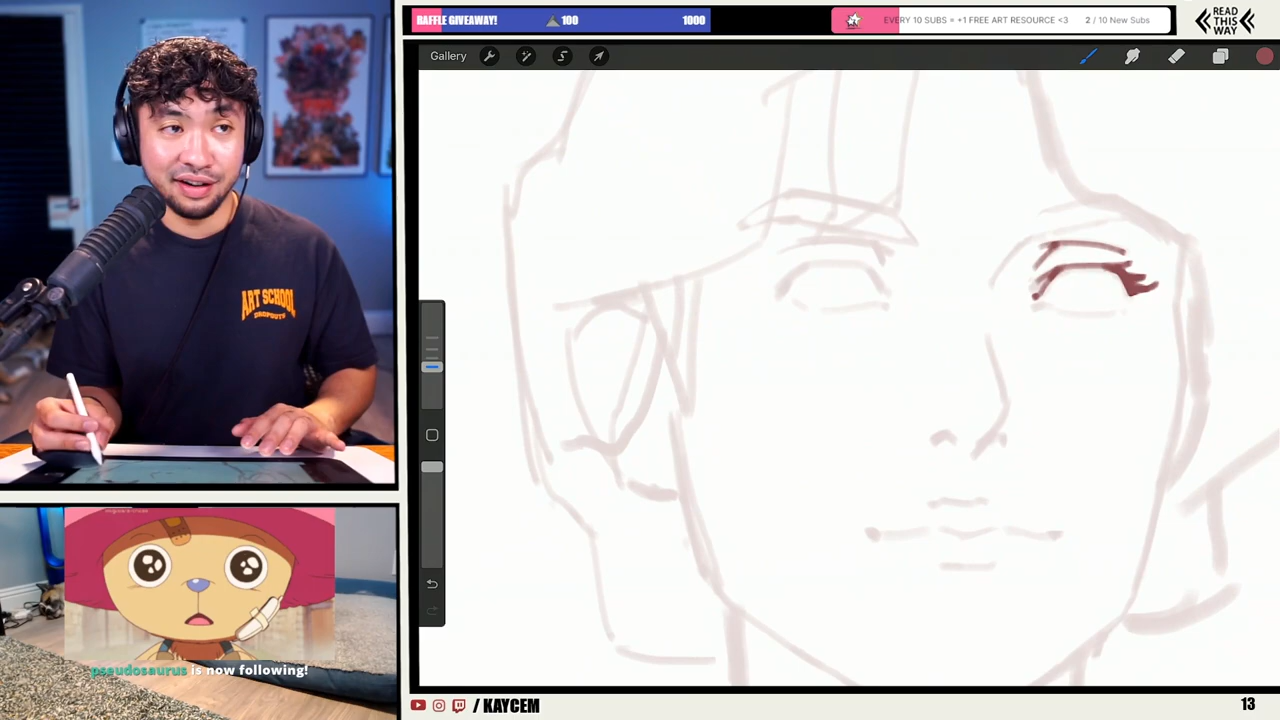 RAFFLE GIVEAWAY! 100 1000
EVERY 10 SUBS = +1 FREE ART RESOURCE <3 2 / 10 New Subs
READ
THIS
WAY
Gallery
ART SCHOOL
DROPOUTS
pseudosaurus is now following!
/ KAYCEM
13